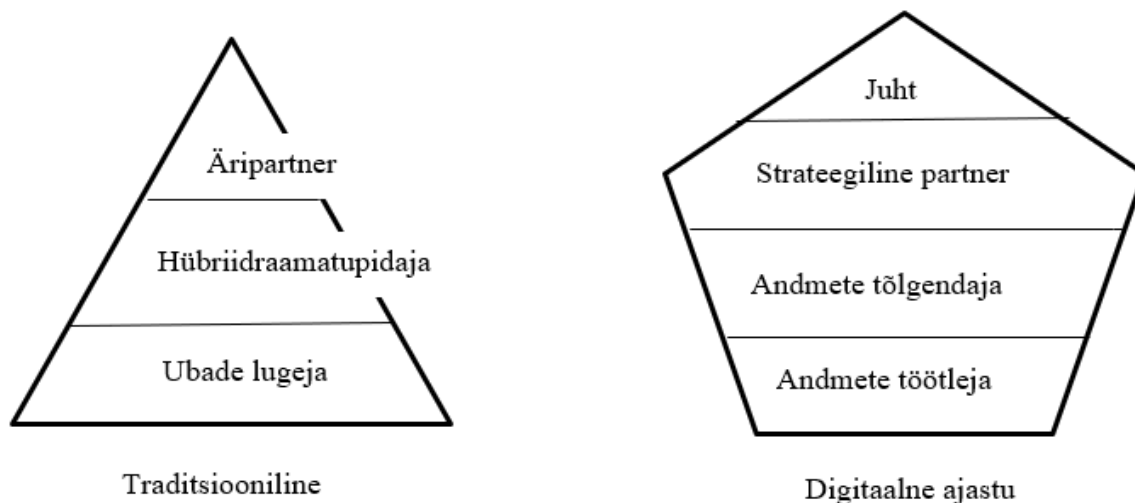 Äripartner
Hübriidraamatupidaja
Ubade lugeja
Traditsiooniline
Juht
Strateegiline partner
Andmete tõlgendaja
Andmete töötleja
Digitaalne ajastu